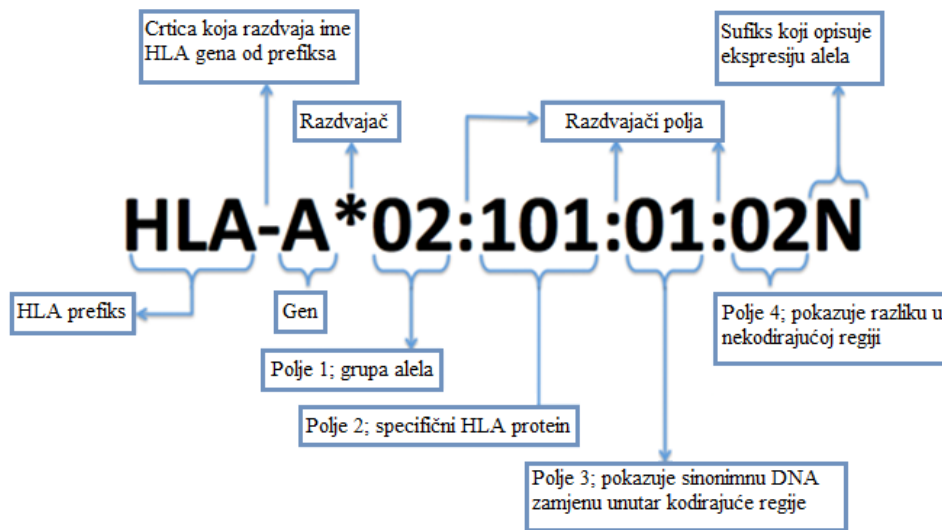 Crtica koja razdvaja ime
HLA gena od prefiksa
Sufiks koji opisuje
ekspresiju alela
Razdvajač
Razdvajači polja
HLA-A*02:101:01:02N
HLA prefiks
Gen
Polje 4; pokazuje razliku u
nekodirajućoj regiji
Polje 1; grupa alela
Polje 2; specifični HLA protein
Polje 3; pokazuje sinonimnu DNA
zamjenu unutar kodirajuće regije